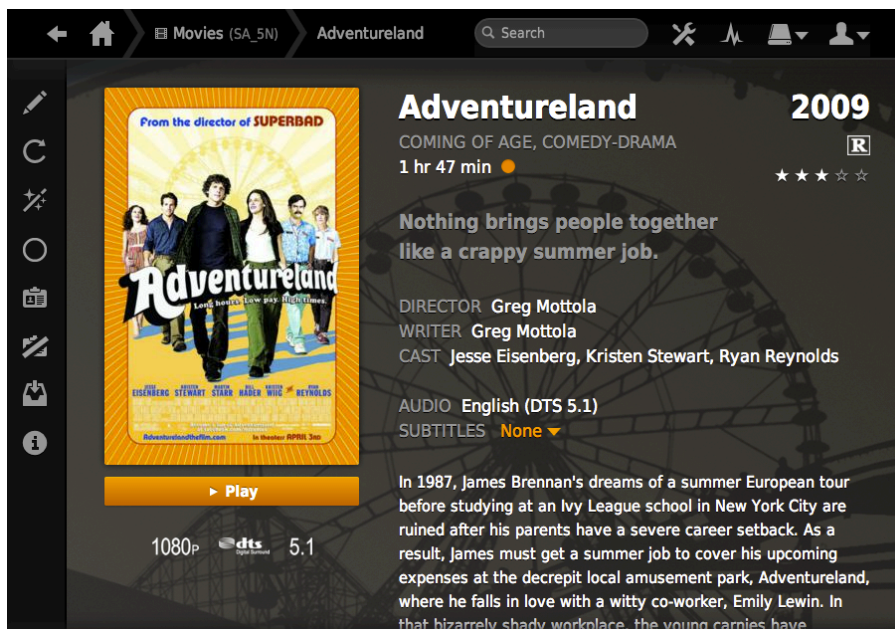 Movies (SA_5N)
Adventureland
Search
From the director of SUPERBAD
Adventureland
Long hours. Low pay. High times.
JESSE EISENBERG KRISTEN STEWART MARTIN STARR BILL HADER KRISTEN WIIG RYAN REYNOLDS
Adventurelandthefilm.com In theaters APRIL 3RD
Play
1080P dts Digital Surround 5.1
Adventureland 2009
COMING OF AGE, COMEDY-DRAMA R
1 hr 47 min
Nothing brings people together
like a crappy summer job.
DIRECTOR Greg Mottola
WRITER Greg Mottola
CAST Jesse Eisenberg, Kristen Stewart, Ryan Reynolds
AUDIO English (DTS 5.1)
SUBTITLES None
In 1987, James Brennan's dreams of a summer European tour
before studying at an Ivy League school in New York City are
ruined after his parents have a severe career setback. As a
result, James must get a summer job to cover his upcoming
expenses at the decrepit local amusement park, Adventureland,
where he falls in love with a witty co-worker, Emily Lewin. In
that bizarrely shady workplace, the young carnies have